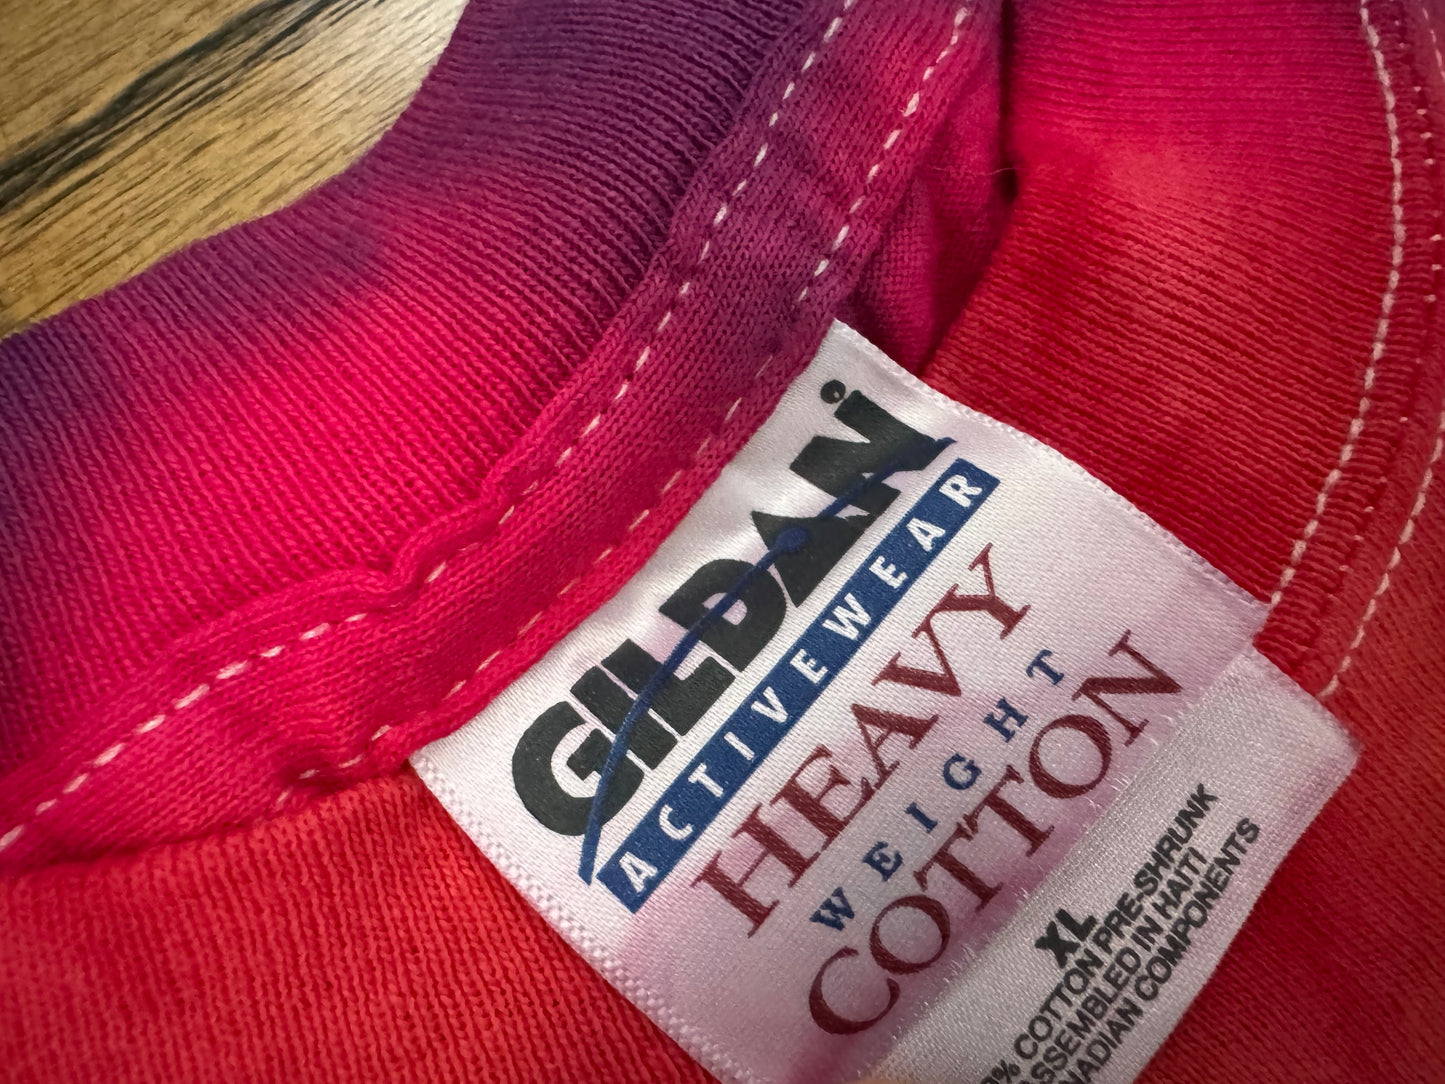 GILDAN
ACTIVEWEAR
HEAVY
WEIGHT
COTTON
XL
% COTTON PRE-SHRUNK
ASSEMBLED IN HAITI
COMPONENTS